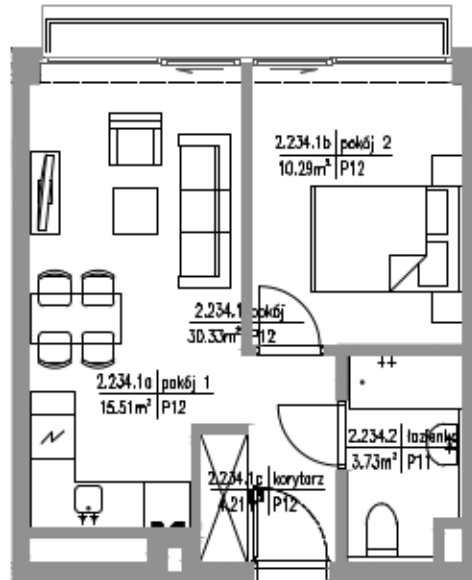 2.234.1b pokój 2
10.29m² P12
2.234.1 pokój
30.33m² P12
2.234.1a pokój 1
15.51m² P12
2.234.2 łazienka
3.73m² P11
2.234.1c korytarz
4.21 P12